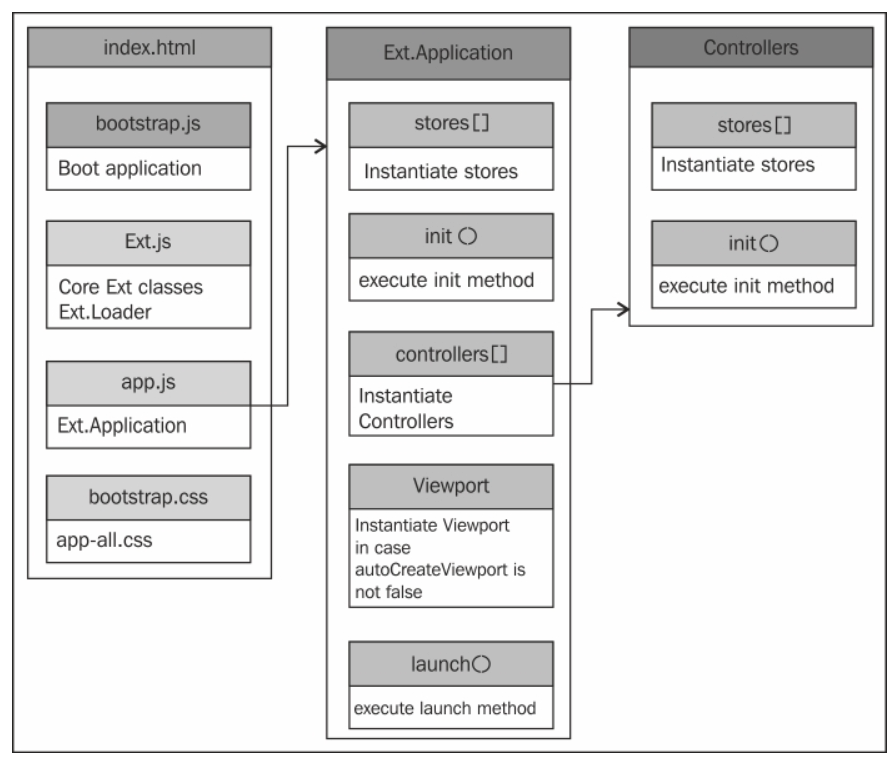 index.html
bootstrap.js
Boot application
Ext.js
Core Ext classes
Ext.Loader
app.js
Ext.Application
bootstrap.css
app-all.css
Ext.Application
stores[]
Instantiate stores
init()
execute init method
controllers[]
Instantiate
Controllers
Viewport
Instantiate Viewport
in case
autoCreateViewport is
not false
launch()
execute launch method
Controllers
stores[]
Instantiate stores
init()
execute init method